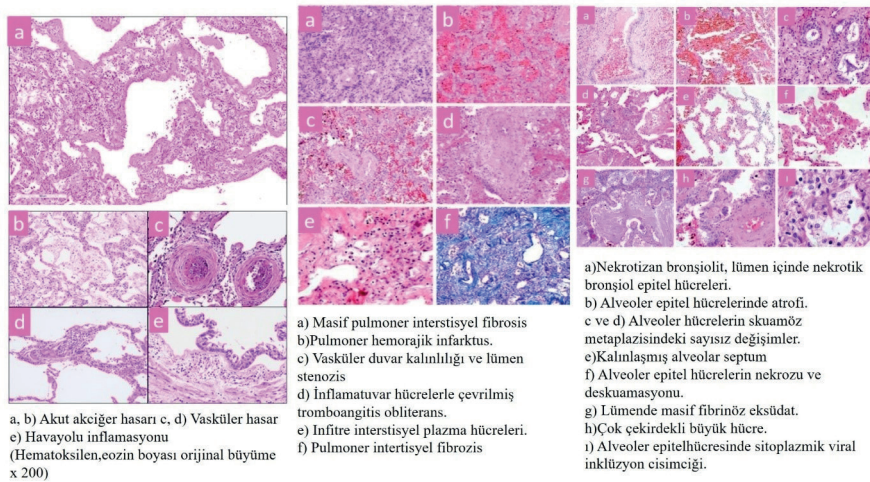 a
b
c
d
e
a, b) Akut akciğer hasarı c, d) Vasküler hasar
e) Havayolu inflamasyonu
(Hematoksilen,eozin boyası orijinal büyüme
x 200)
a
b
c
d
e
f
a) Masif pulmoner interstisyel fibrosis
b)Pulmoner hemorajik infarktus.
c) Vasküler duvar kalınlılığı ve lümen
stenozis
d) İnflamatuvar hücrelerle çevrilmiş
tromboangitis obliterans.
e) Infitre interstisyel plazma hücreleri.
f) Pulmoner intertisyel fibrozis
a
b
c
d
e
f
g
h
ı
a)Nekrotizan bronşiolit, lümen içinde nekrotik
bronşiol epitel hücreleri.
b) Alveoler epitel hücrelerinde atrofi.
c ve d) Alveoler hücrelerin skuamöz
metaplazisindeki sayısız değişimler.
e)Kalınlaşmış alveolar septum
f) Alveoler epitel hücrelerin nekrozu ve
deskuamasyonu.
g) Lümende masif fibrinöz eksüdat.
h)Çok çekirdekli büyük hücre.
ı) Alveoler epitelhücresinde sitoplazmik viral
inklüzyon cisimciği.